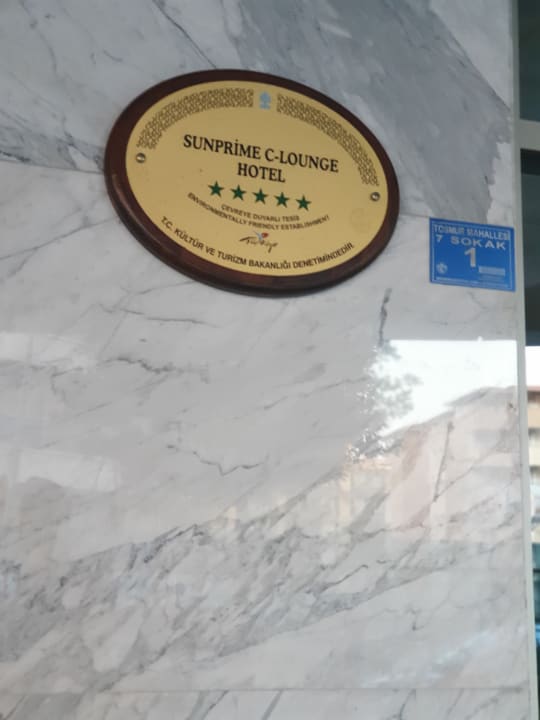 SUNPRİME C-LOUNGE
HOTEL
ÇEVREYE DUYARLI TESİS
ENVIRONMENTALLY FRIENDLY ESTABLISHMENT
Türkiye
T.C. KÜLTÜR VE TURİZM BAKANLIĞI DENETİMİNDEDİR
TOSMUR MAHALLESİ
7 SOKAK
1